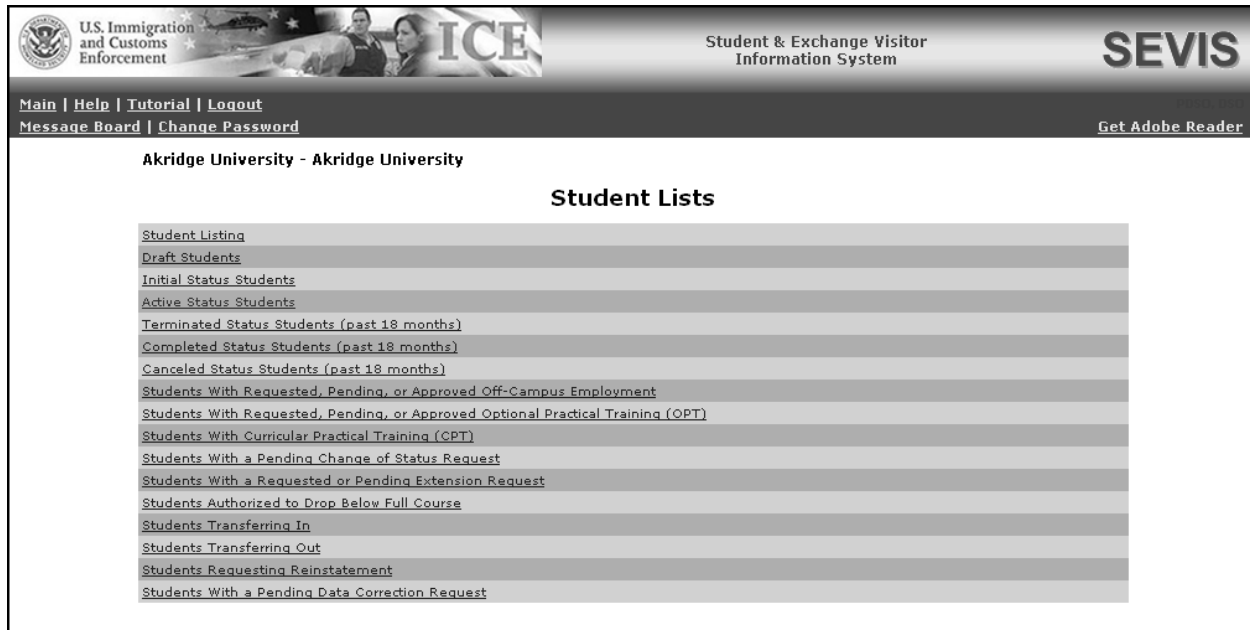 U.S. Immigration
and Customs
Enforcement
ICE
Student & Exchange Visitor
Information System
SEVIS
Main | Help | Tutorial | Logout
Message Board | Change Password
Get Adobe Reader
Akridge University - Akridge University
Student Lists
Student Listing
Draft Students
Initial Status Students
Active Status Students
Terminated Status Students (past 18 months)
Completed Status Students (past 18 months)
Canceled Status Students (past 18 months)
Students With Requested, Pending, or Approved Off-Campus Employment
Students With Requested, Pending, or Approved Optional Practical Training (OPT)
Students With Curricular Practical Training (CPT)
Students With a Pending Change of Status Request
Students With a Requested or Pending Extension Request
Students Authorized to Drop Below Full Course
Students Transferring In
Students Transferring Out
Students Requesting Reinstatement
Students With a Pending Data Correction Request